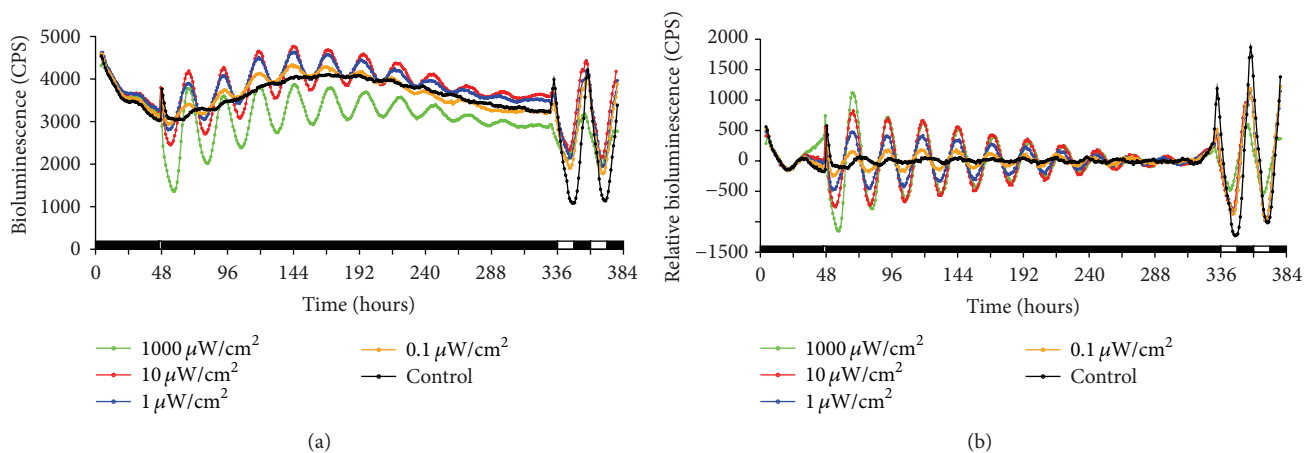 Bioluminescence (CPS)
5000
4000
3000
2000
1000
0
0 48 96 144 192 240 288 336 384
Time (hours)
1000 μW/cm²
10 μW/cm²
1 μW/cm²
0.1 μW/cm²
Control
(a)
Relative bioluminescence (CPS)
2000
1500
1000
500
0
−500
−1500
0 48 96 144 192 240 288 336 384
Time (hours)
1000 μW/cm²
10 μW/cm²
1 μW/cm²
0.1 μW/cm²
Control
(b)